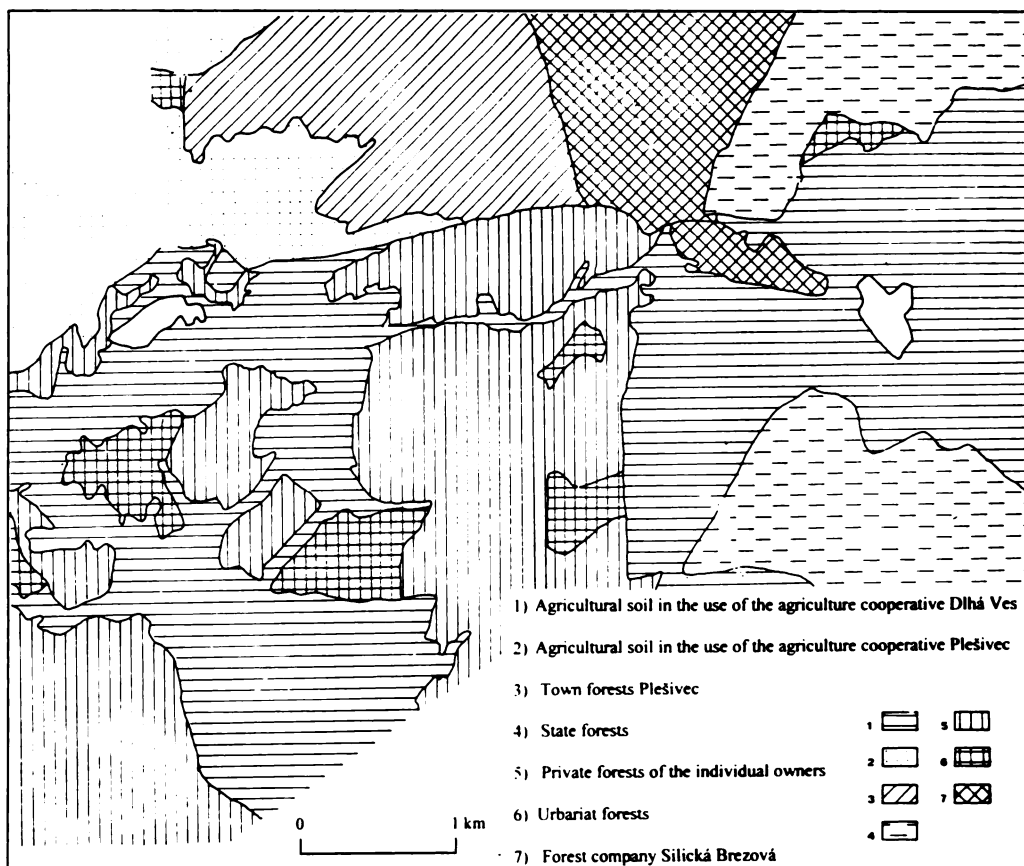 1) Agricultural soil in the use of the agriculture cooperative Dlhá Ves
2) Agricultural soil in the use of the agriculture cooperative Plešivec
3) Town forests Plešivec
4) State forests
5) Private forests of the individual owners
6) Urbariat forests
7) Forest company Silická Brezová
1 5
2 6
3 7
4
0 1 km